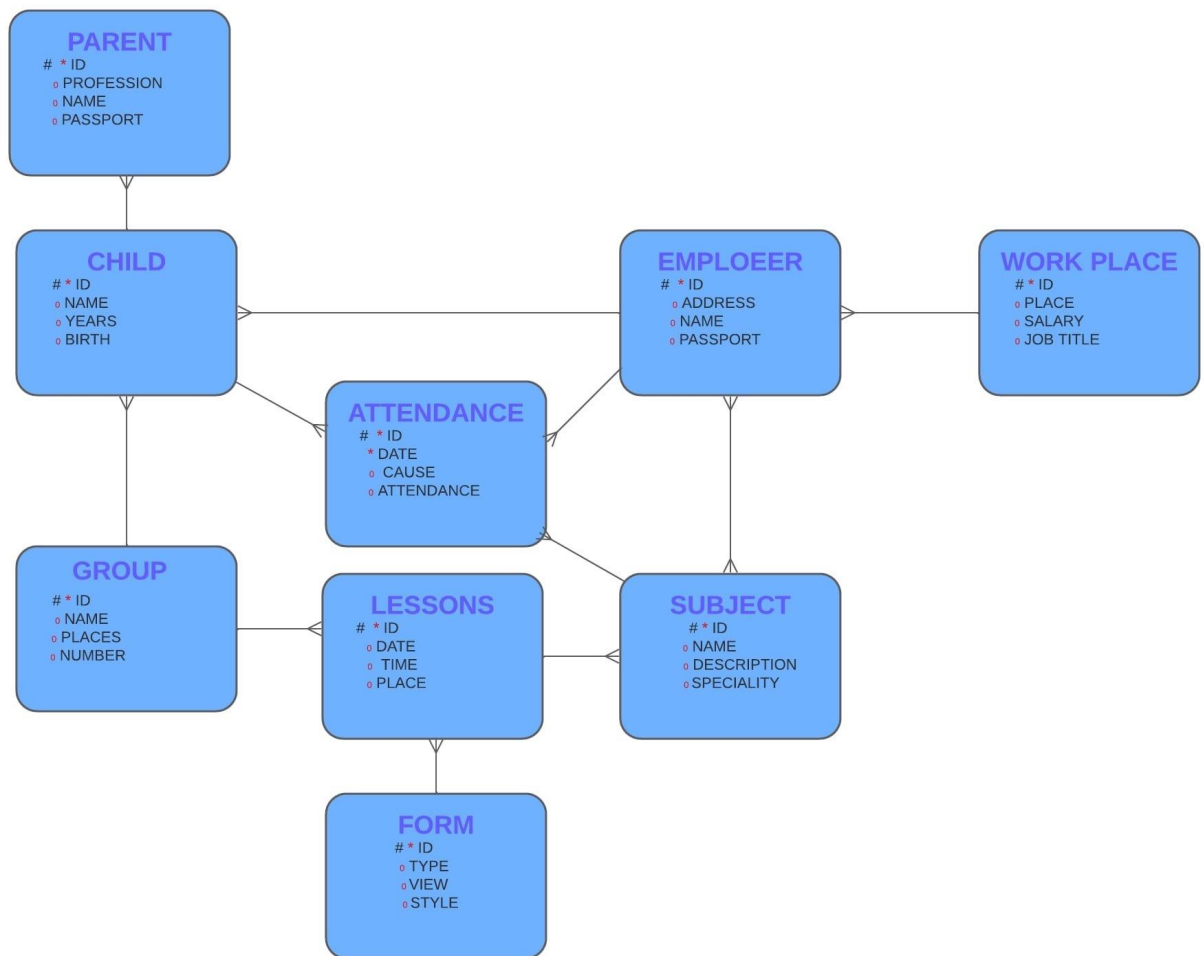 PARENT
# * ID
o PROFESSION
o NAME
o PASSPORT
CHILD
# * ID
o NAME
o YEARS
o BIRTH
EMPLOEER
# * ID
o ADDRESS
o NAME
o PASSPORT
WORK PLACE
# * ID
o PLACE
o SALARY
o JOB TITLE
ATTENDANCE
# * ID
* DATE
o CAUSE
o ATTENDANCE
GROUP
# * ID
o NAME
o PLACES
o NUMBER
LESSONS
# * ID
o DATE
o TIME
o PLACE
SUBJECT
# * ID
o NAME
o DESCRIPTION
o SPECIALITY
FORM
# * ID
o TYPE
o VIEW
o STYLE